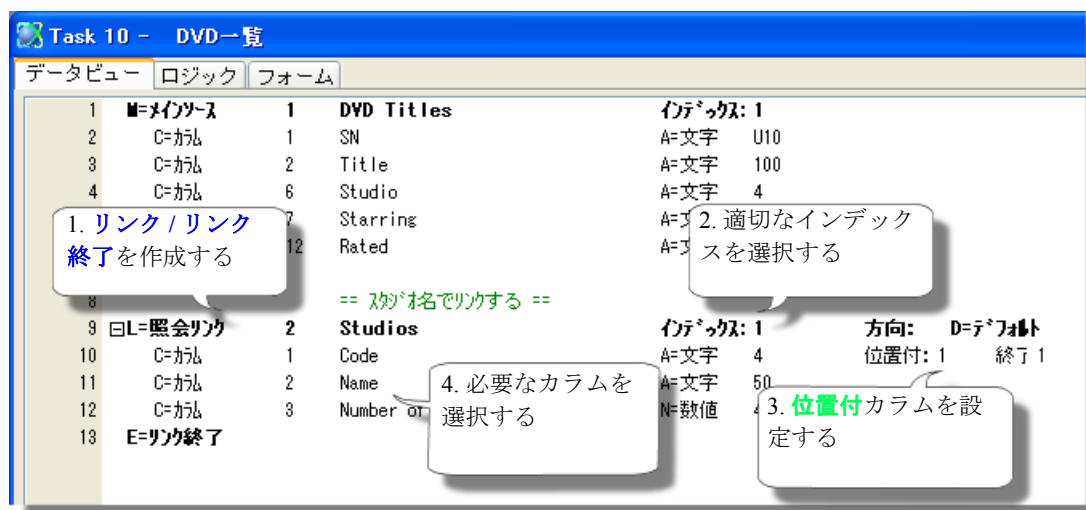 Task 10 - DVD一覧
データビュー ロジック フォーム
1 M=メインソース 1 DVD Titles インデックス: 1
2 C=カラム 1 SN A=文字 U10
3 C=カラム 2 Title A=文字 100
4 C=カラム 6 Studio A=文字 4
7 Starring
12 Rated
1. リンク / リンク
終了を作成する
2. 適切なインデック
スを選択する
8 == スタジオ名でリンクする ==
9 L=照会リンク 2 Studios インデックス: 1 方向: D=デフォルト
10 C=カラム 1 Code A=文字 4 位置付: 1 終了 1
11 C=カラム 2 Name A=文字 50
12 C=カラム 3 Number of N=数値
13 E=リンク終了
4. 必要なカラムを
選択する
3. 位置付カラムを設
定する